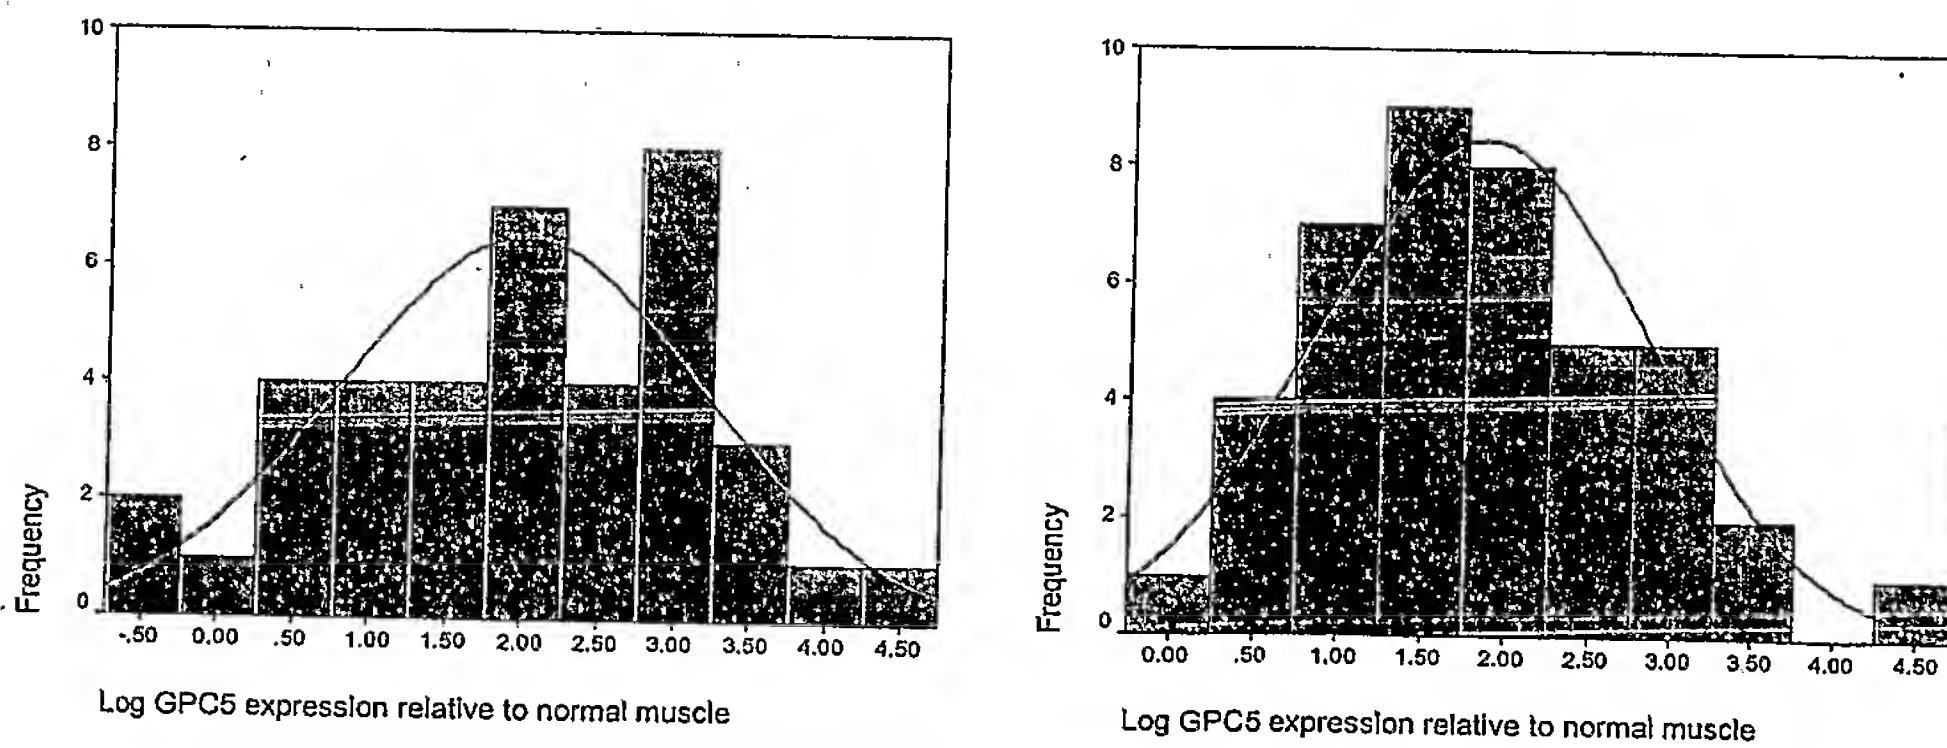 10
8
6
4
2
0
Frequency
-.50 0.00 .50 1.00 1.50 2.00 2.50 3.00 3.50 4.00 4.50
Log GPC5 expression relative to normal muscle
10
8
6
4
2
0
Frequency
0.00 .50 1.00 1.50 2.00 2.50 3.00 3.50 4.00 4.50
Log GPC5 expression relative to normal muscle